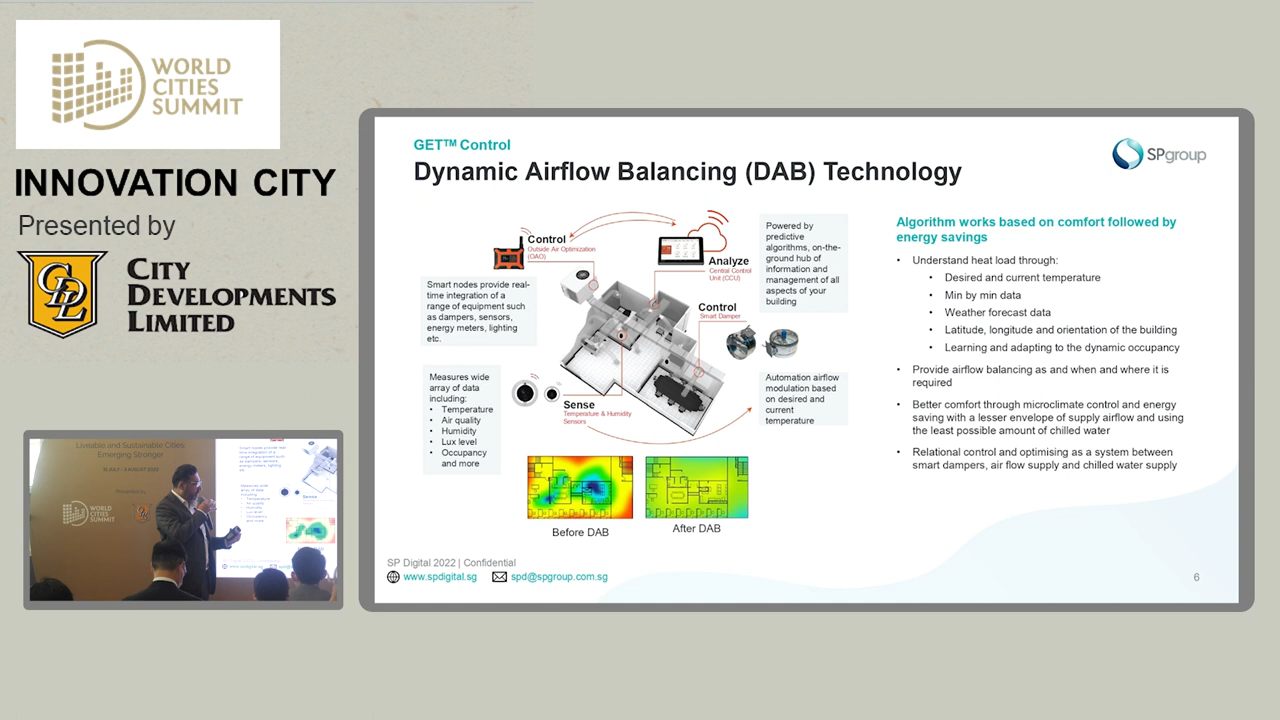 WORLD
CITIES
SUMMIT
INNOVATION CITY
Presented by
CDL
CITY
DEVELOPMENTS
LIMITED
GET™ Control
Dynamic Airflow Balancing (DAB) Technology
SPgroup
Control
Outside Air Optimization
(OAO)
Smart nodes provide real-
time integration of a
range of equipment such
as dampers, sensors,
energy meters, lighting
etc.
Analyze
Central Control
Unit (CCU)
Powered by
predictive
algorithms, on-the-
ground hub of
information and
management of all
aspects of your
building
Control
Smart Damper
Measures wide
array of data
including:
• Temperature
• Air quality
• Humidity
• Lux level
• Occupancy
and more
Sense
Temperature & Humidity
Sensors
Automation airflow
modulation based
on desired and
current
temperature
Before DAB
After DAB
Algorithm works based on comfort followed by
energy savings
• Understand heat load through:
• Desired and current temperature
• Min by min data
• Weather forecast data
• Latitude, longitude and orientation of the building
• Learning and adapting to the dynamic occupancy
• Provide airflow balancing as and when and where it is
required
• Better comfort through microclimate control and energy
saving with a lesser envelope of supply airflow and using
the least possible amount of chilled water
• Relational control and optimising as a system between
smart dampers, air flow supply and chilled water supply
SP Digital 2022 | Confidential
www.spdigital.sg
spd@spgroup.com.sg
6
Liveable and Sustainable Cities:
Emerging Stronger
Presented by
WORLD
CITIES
SUMMIT
Sense